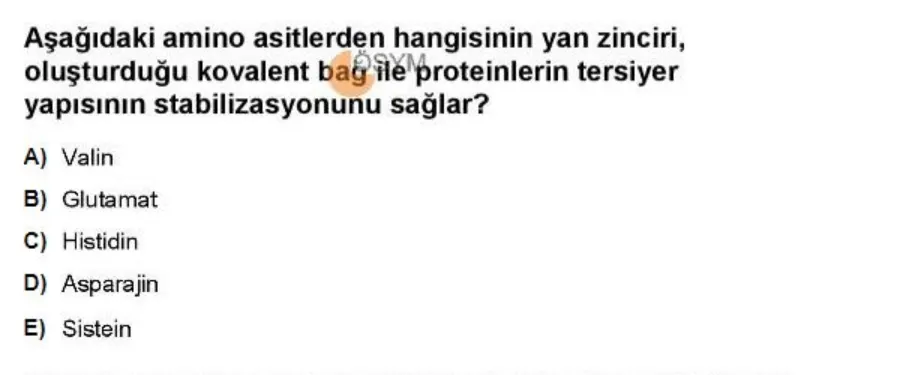 Aşağıdaki amino asitlerden hangisinin yan zinciri,
oluşturduğu kovalent bağ ile proteinlerin tersiyer
yapısının stabilizasyonunu sağlar?
ÖSYM
A) Valin
B) Glutamat
C) Histidin
D) Asparajin
E) Sistein